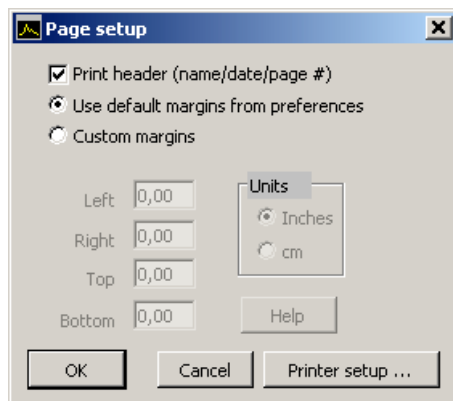 Page setup
Print header (name/date/page #)
Use default margins from preferences
Custom margins
Left 0,00
Units
Inches
Right 0,00
cm
Top 0,00
Bottom 0,00
Help
OK Cancel Printer setup ...